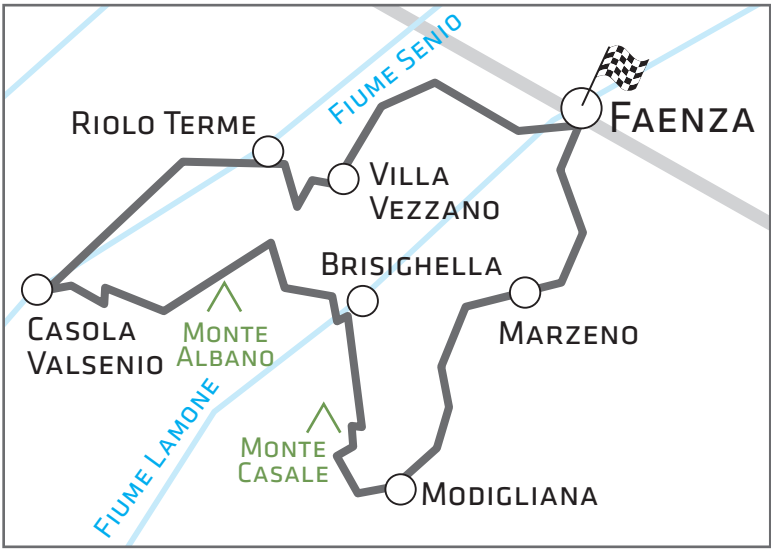 FIUME SENIO
FAENZA
RIOLO TERME
VILLA
VEZZANO
BRISIGHELLA
CASOLA
VALSENIO
MONTE
ALBANO
MARZENO
FIUME LAMONE
MONTE
CASALE
MODIGLIANA